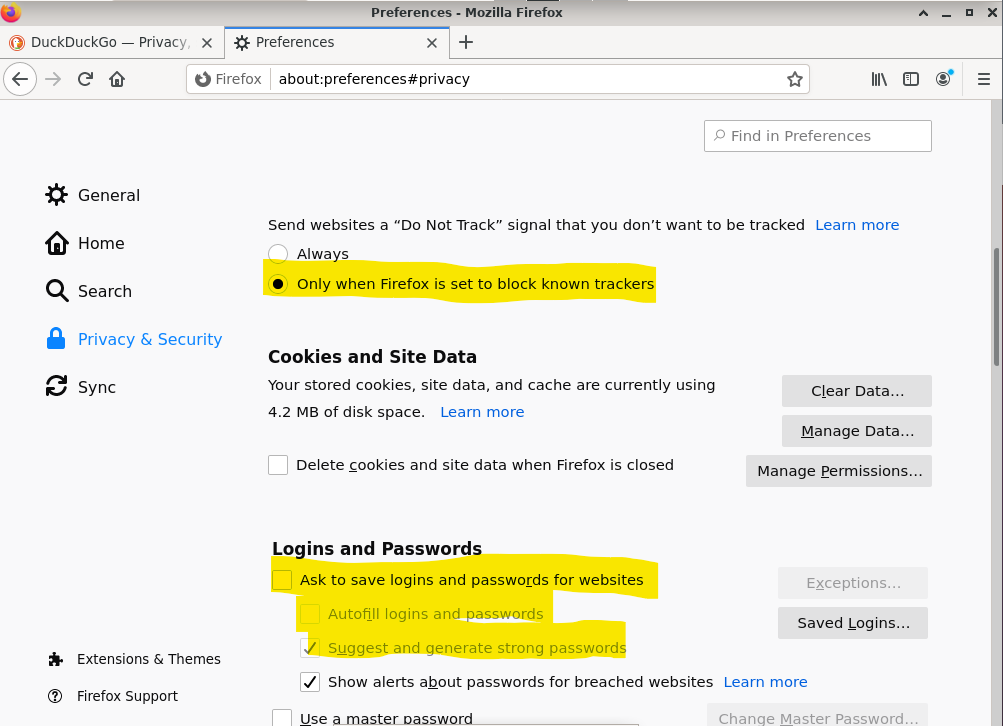 Preferences - Mozilla Firefox
DuckDuckGo — Privacy,
Preferences
Firefox
about:preferences#privacy
Find in Preferences
General
Home
Search
Privacy & Security
Sync
Extensions & Themes
Firefox Support
Send websites a “Do Not Track” signal that you don’t want to be tracked Learn more
Always
Only when Firefox is set to block known trackers
Cookies and Site Data
Your stored cookies, site data, and cache are currently using
4.2 MB of disk space. Learn more
Clear Data…
Manage Data…
Delete cookies and site data when Firefox is closed
Manage Permissions…
Logins and Passwords
Ask to save logins and passwords for websites
Exceptions…
Autofill logins and passwords
Saved Logins…
Suggest and generate strong passwords
Show alerts about passwords for breached websites Learn more
Use a master password
Change Master Password…